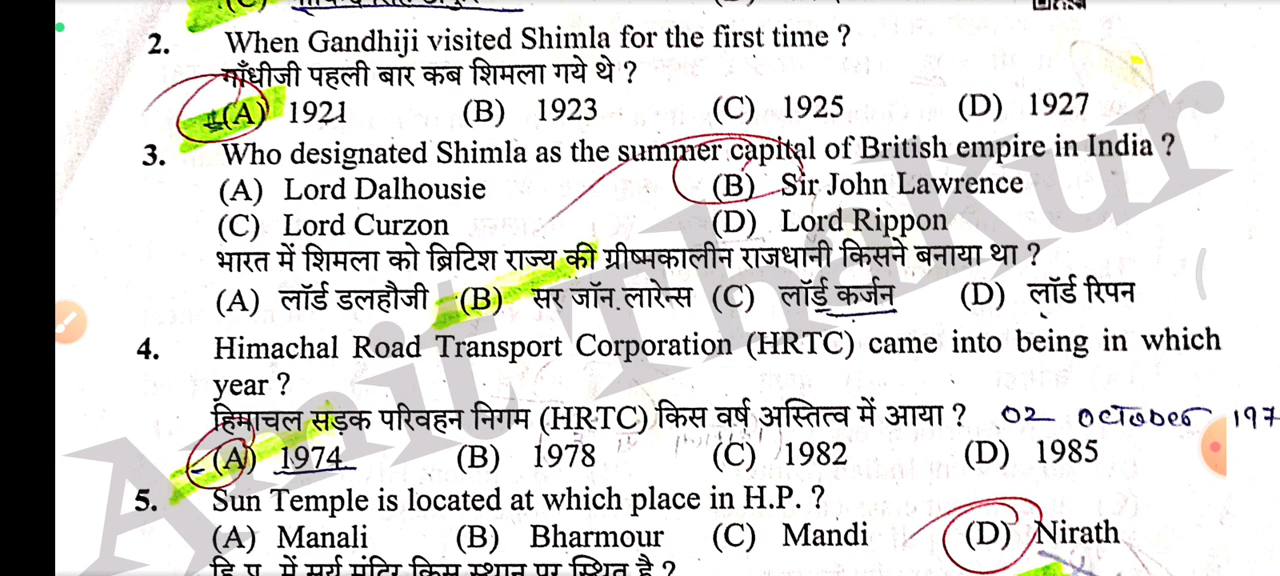 2. When Gandhiji visited Shimla for the first time ?
गाँधीजी पहली बार कब शिमला गये थे ?
(A) 1921 (B) 1923 (C) 1925 (D) 1927
3. Who designated Shimla as the summer capital of British empire in India ?
(A) Lord Dalhousie (B) Sir John Lawrence
(C) Lord Curzon (D) Lord Rippon
भारत में शिमला को ब्रिटिश राज्य की ग्रीष्मकालीन राजधानी किसने बनाया था ?
(A) लॉर्ड डलहौजी (B) सर जॉन लारेन्स (C) लॉर्ड कर्जन (D) लॉर्ड रिपन
4. Himachal Road Transport Corporation (HRTC) came into being in which
year ?
हिमाचल सड़क परिवहन निगम (HRTC) किस वर्ष अस्तित्व में आया ? 02 OCTOBER 197
(A) 1974 (B) 1978 (C) 1982 (D) 1985
5. Sun Temple is located at which place in H.P. ?
(A) Manali (B) Bharmour (C) Mandi (D) Nirath
हि.प्र. में सूर्य मंदिर किस स्थान पर स्थित है ?
Amit Thakur